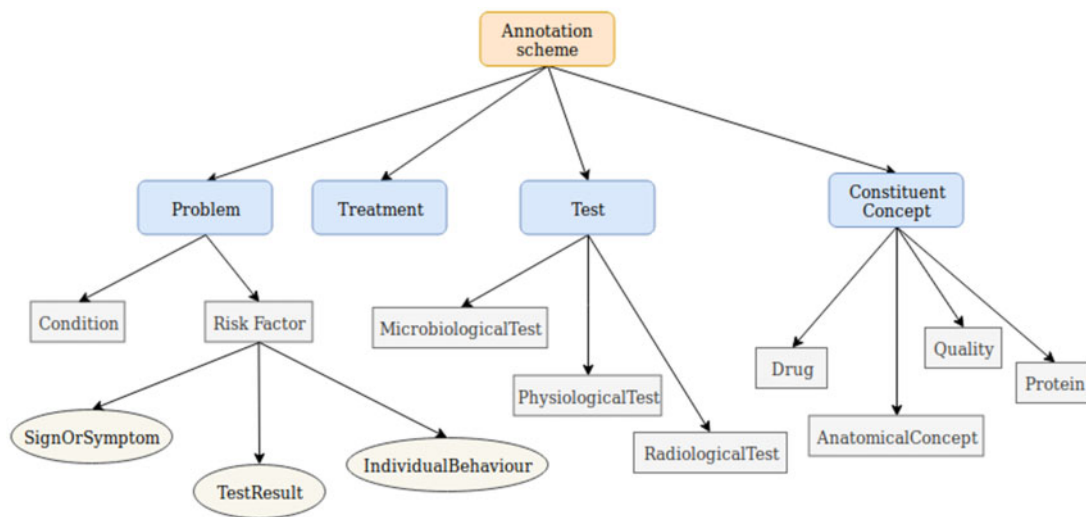 Annotation
scheme
Problem
Treatment
Test
Constituent
Concept
Condition
Risk Factor
MicrobiologicalTest
Quality
Drug
Protein
PhysiologicalTest
SignOrSymptom
AnatomicalConcept
RadiologicalTest
IndividualBehaviour
TestResult